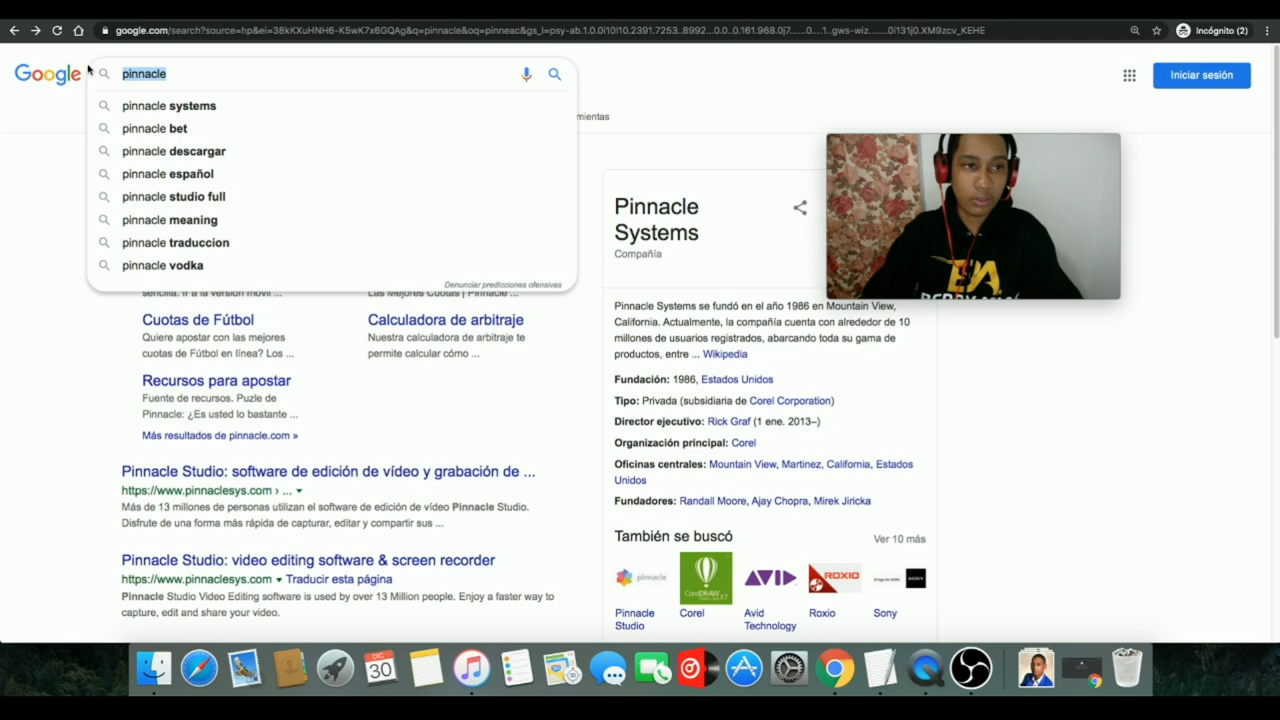 google.com/search?source=hp&ei=38kKXuHNH6-K5wK7x6GQAg&q=pinnacle&oq=pinneac&gs_l=psy-ab.1.0.0i10l10.2391.7253..8992...0.0..0.161.968.0j7......0....1..gws-wiz.......0i131j0.XM9zcv_KEHE
Incógnito (2)
Google
pinnacle
Iniciar sesión
pinnacle systems
pinnacle bet
pinnacle descargar
pinnacle español
pinnacle studio full
pinnacle meaning
pinnacle traduccion
pinnacle vodka
Denunciar predicciones ofensivas
mientas
Cuotas de Fútbol
Quiere apostar con las mejores
cuotas de Fútbol en línea? Los ...
Calculadora de arbitraje
Nuestra calculadora de arbitraje te
permite calcular cómo ...
Recursos para apostar
Fuente de recursos. Puzle de
Pinnacle: ¿Es usted lo bastante ...
Más resultados de pinnacle.com »
Pinnacle Studio: software de edición de vídeo y grabación de ...
https://www.pinnaclesys.com › ...
Más de 13 millones de personas utilizan el software de edición de vídeo Pinnacle Studio.
Disfrute de una forma más rápida de capturar, editar y compartir sus ...
Pinnacle Studio: video editing software & screen recorder
https://www.pinnaclesys.com Traducir esta página
Pinnacle Studio Video Editing software is used by over 13 Million people. Enjoy a faster way to
capture, edit and share your video.
Pinnacle
Systems
Compañía
Pinnacle Systems se fundó en el año 1986 en Mountain View,
California. Actualmente, la compañía cuenta con alrededor de 10
millones de usuarios registrados, abarcando toda su gama de
productos, entre ... Wikipedia
Fundación: 1986, Estados Unidos
Tipo: Privada (subsidiaria de Corel Corporation)
Director ejecutivo: Rick Graf (1 ene. 2013–)
Organización principal: Corel
Oficinas centrales: Mountain View, Martinez, California, Estados
Unidos
Fundadores: Randall Moore, Ajay Chopra, Mirek Jiricka
También se buscó
Ver 10 más
pinnacle
CorelDRAW X7
AVID
ROXIO
SONY
Pinnacle
Studio
Corel
Avid
Technology
Roxio
Sony
DIC
30